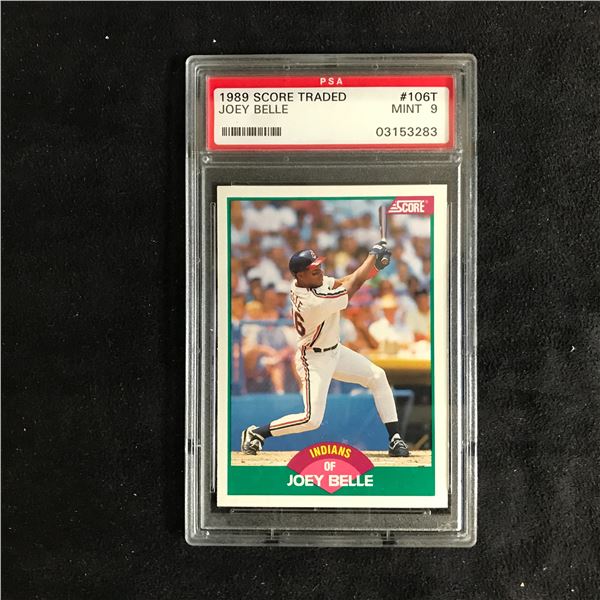 PSA
1989 SCORE TRADED #106T
JOEY BELLE MINT 9
03153283
SCORE
INDIANS
OF
JOEY BELLE